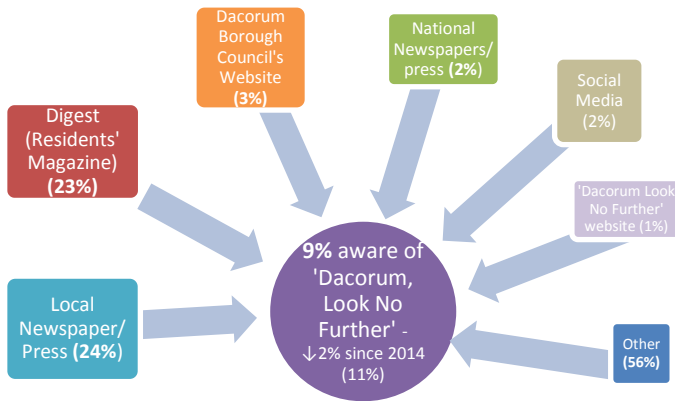 Dacorum
Borough
Council's
Website
(3%)
National
Newspapers/
press (2%)
Social
Media
(2%)
Digest
(Residents'
Magazine)
(23%)
'Dacorum Look
No Further'
website (1%)
9% aware of
'Dacorum,
Look No
Further' -
↓2% since 2014
(11%)
Local
Newspaper/
Press (24%)
Other
(56%)